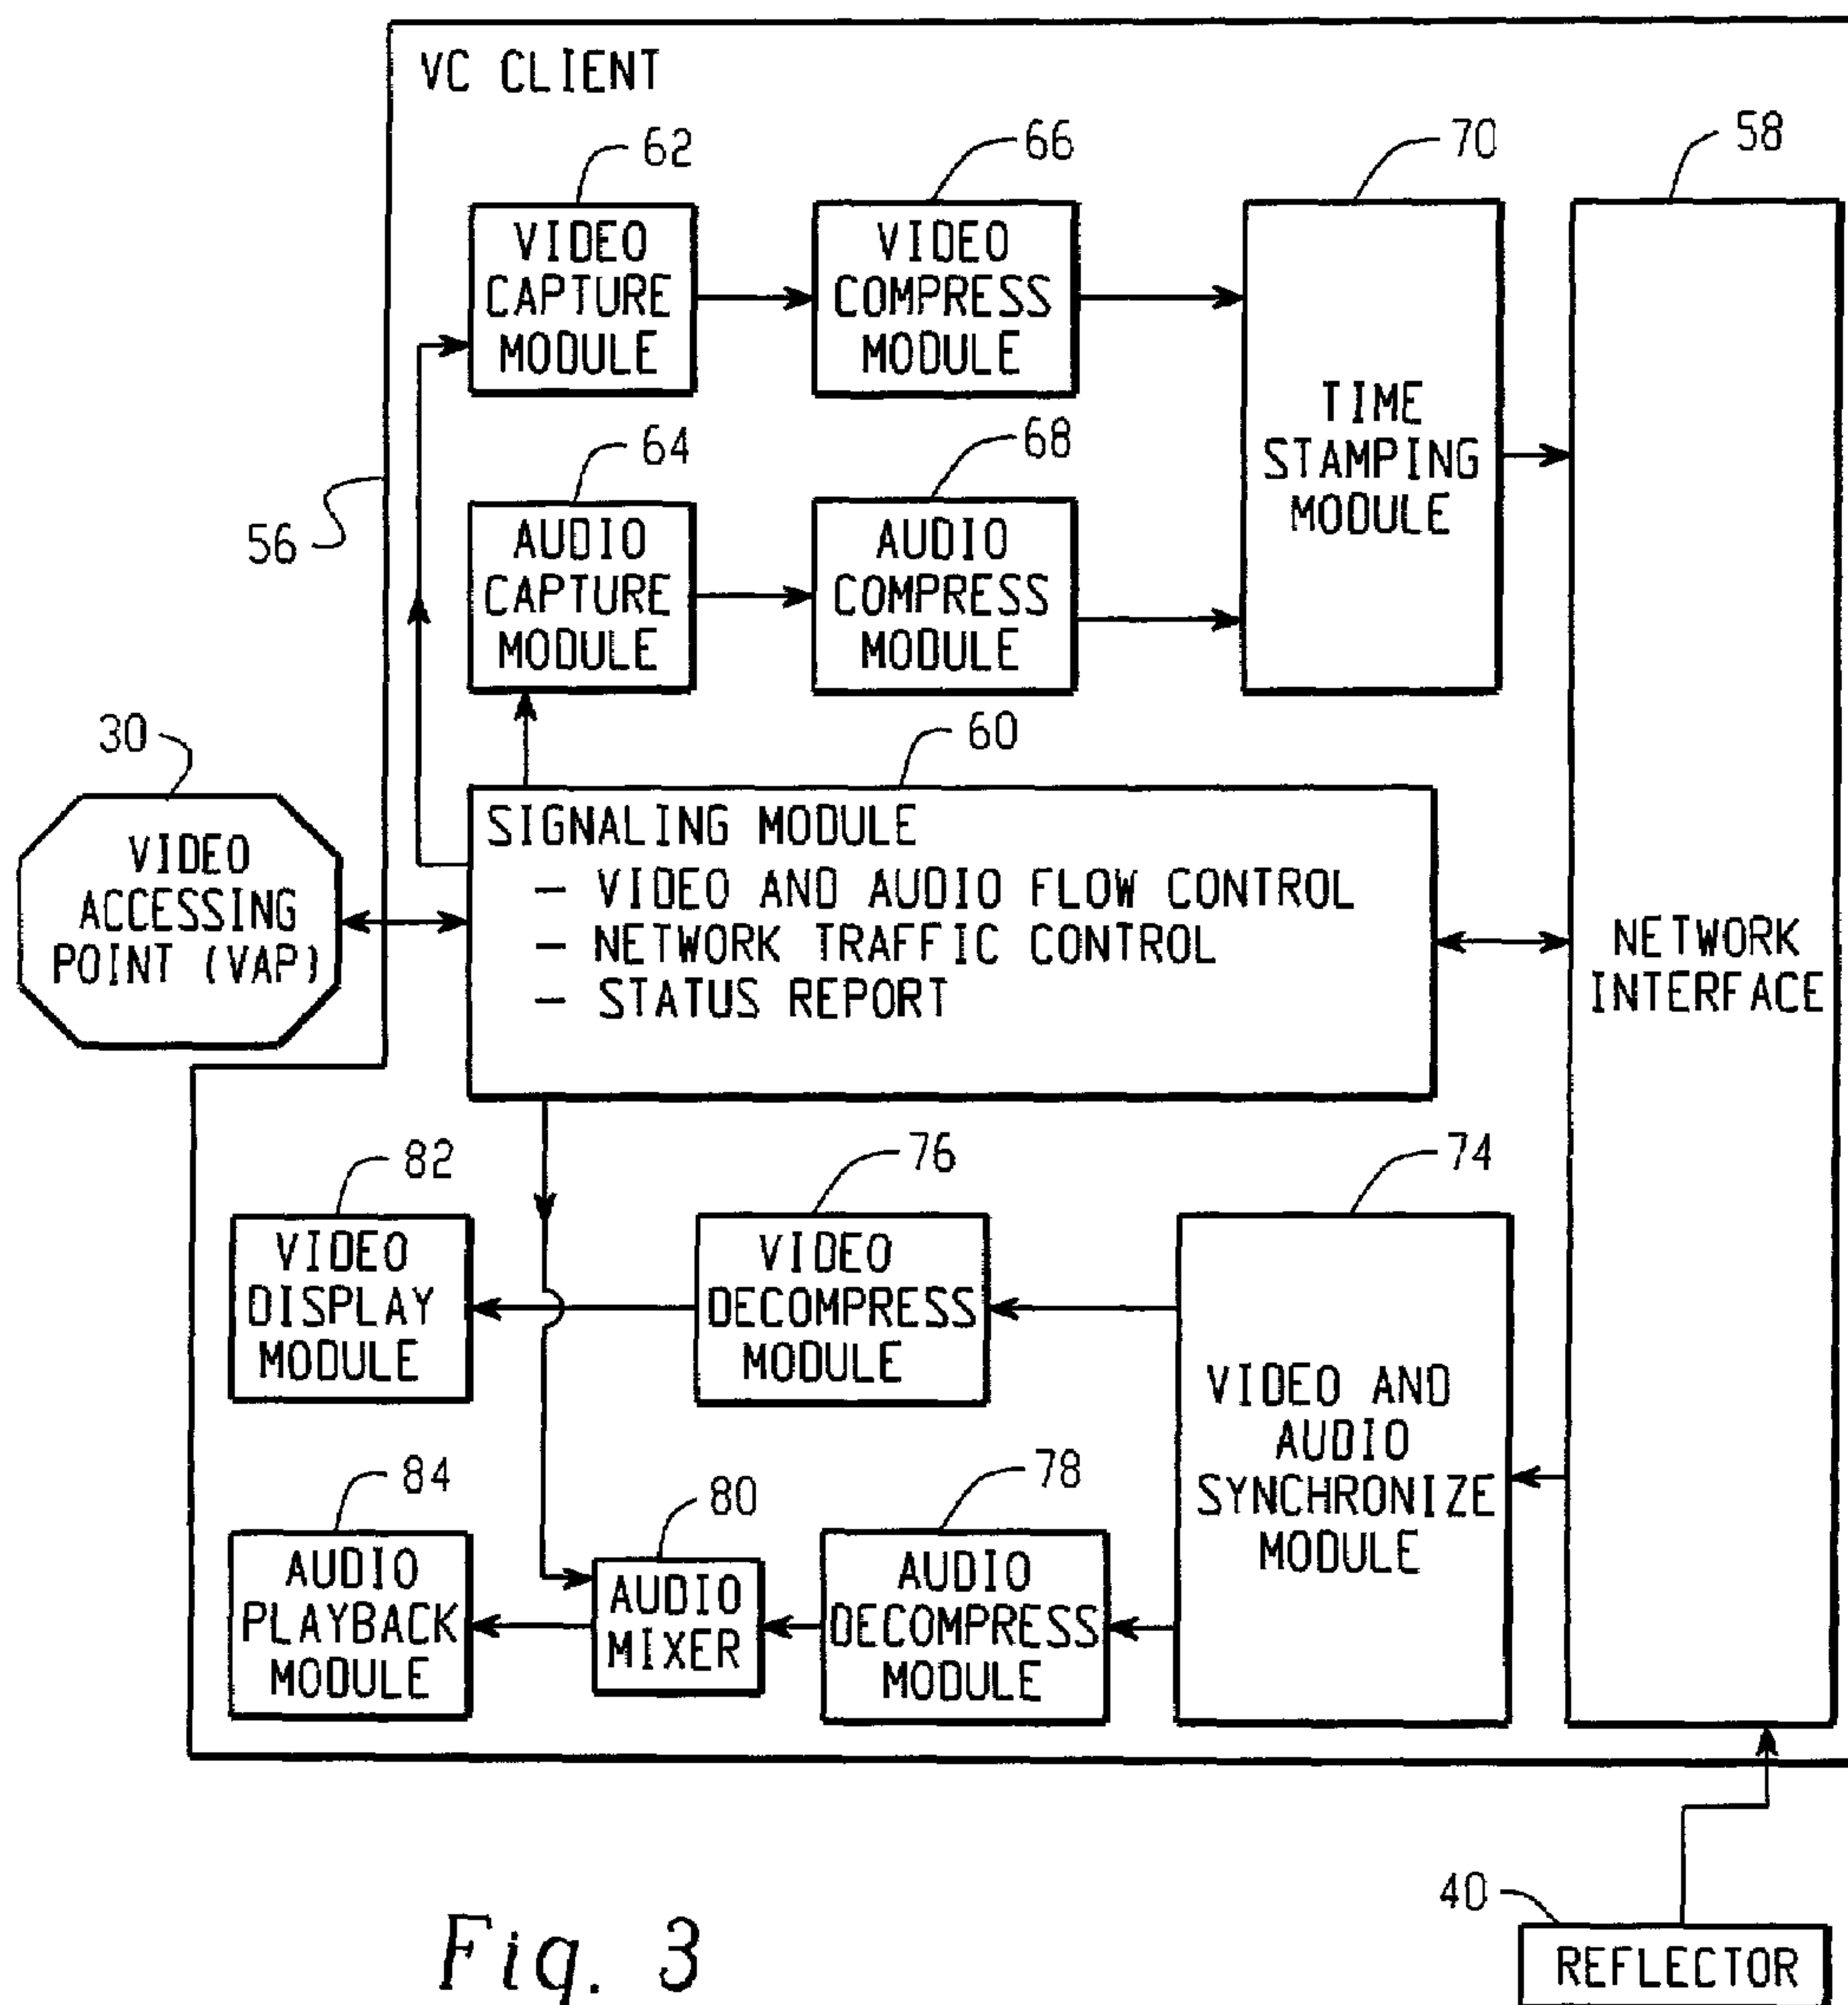 VC CLIENT
62
66
70
58
VIDEO
CAPTURE
MODULE
VIDEO
COMPRESS
MODULE
TIME
STAMPING
MODULE
64
68
56
AUDIO
CAPTURE
MODULE
AUDIO
COMPRESS
MODULE
30
60
VIDEO
ACCESSING
POINT (VAP)
SIGNALING MODULE
– VIDEO AND AUDIO FLOW CONTROL
– NETWORK TRAFFIC CONTROL
– STATUS REPORT
NETWORK
INTERFACE
82
76
74
VIDEO
DISPLAY
MODULE
VIDEO
DECOMPRESS
MODULE
VIDEO AND
AUDIO
SYNCHRONIZE
MODULE
84
80
78
AUDIO
PLAYBACK
MODULE
AUDIO
MIXER
AUDIO
DECOMPRESS
MODULE
40
REFLECTOR
Fig. 3